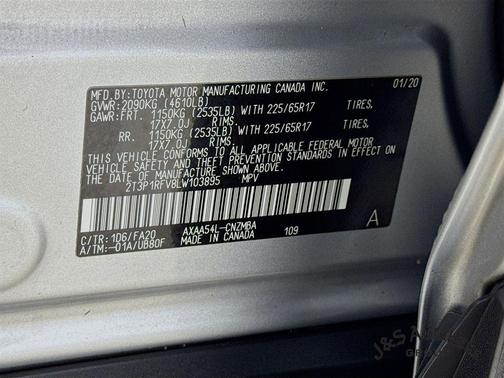 MFD.BY:TOYOTA MOTOR MANUFACTURING CANADA INC. 01/20
GVWR:2090KG (4610LB)
GAWR:FRT. 1150KG (2535LB) WITH 225/65R17 TIRES,
17X7.0J RIMS.
RR. 1150KG (2535LB) WITH 225/65R17 TIRES,
17X7.0J RIMS.
THIS VEHICLE CONFORMS TO ALL APPLICABLE FEDERAL MOTOR
VEHICLE SAFETY AND THEFT PREVENTION STANDARDS IN EFFECT
ON THE DATE OF MANUFACTURE SHOWN ABOVE.
2T3P1RFV8LW103895 MPV
C/TR:1D6/FA20 AXAA54L-CNZMBA A
A/TM:-01A/UB80F MADE IN CANADA 109
J&S